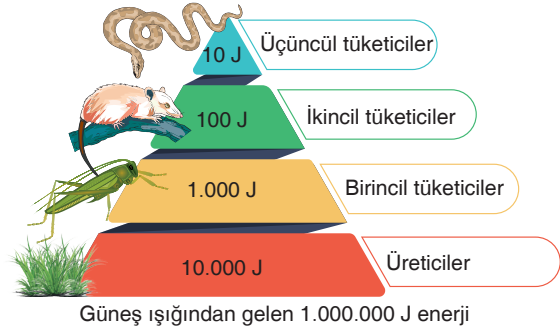 10 J Üçüncül tüketiciler
100 J İkincil tüketiciler
1.000 J Birincil tüketiciler
10.000 J Üreticiler
Güneş ışığından gelen 1.000.000 J enerji